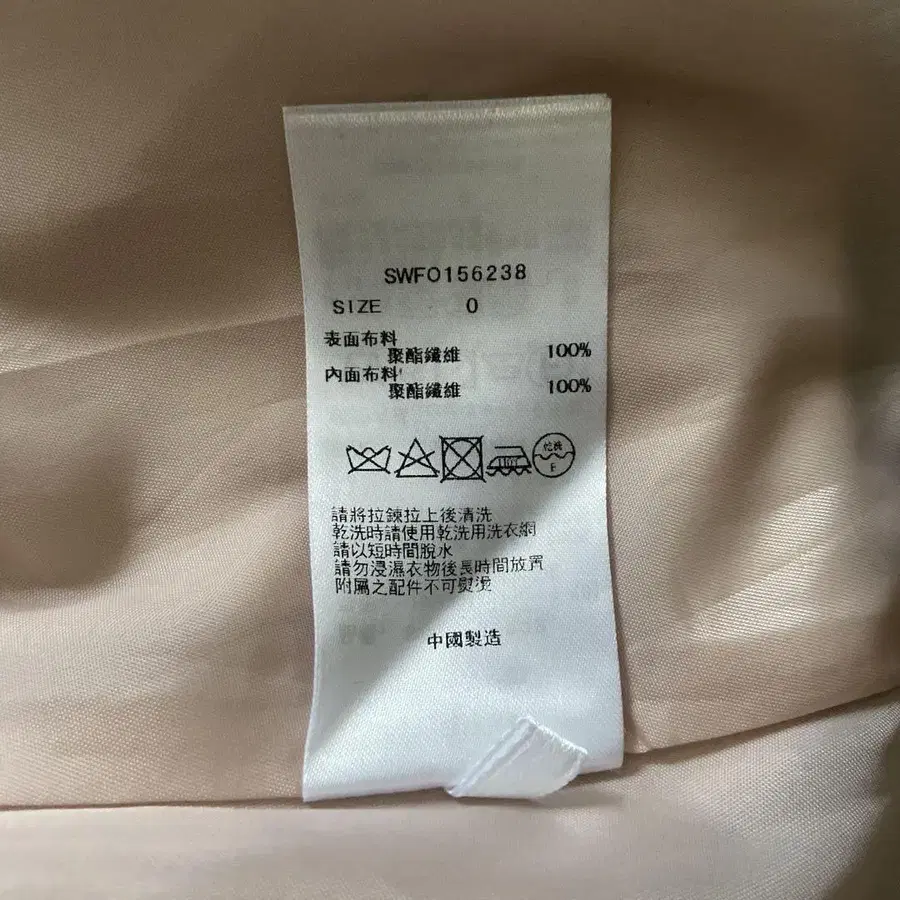 SWFO156238
SIZE 0
表面布料
聚酯纖維 100%
內面布料
聚酯纖維 100%
乾洗
F
請將拉鍊拉上後清洗
乾洗時請使用乾洗用洗衣網
請以短時間脫水
請勿浸濕衣物後長時間放置
附屬之配件不可熨燙
中國製造